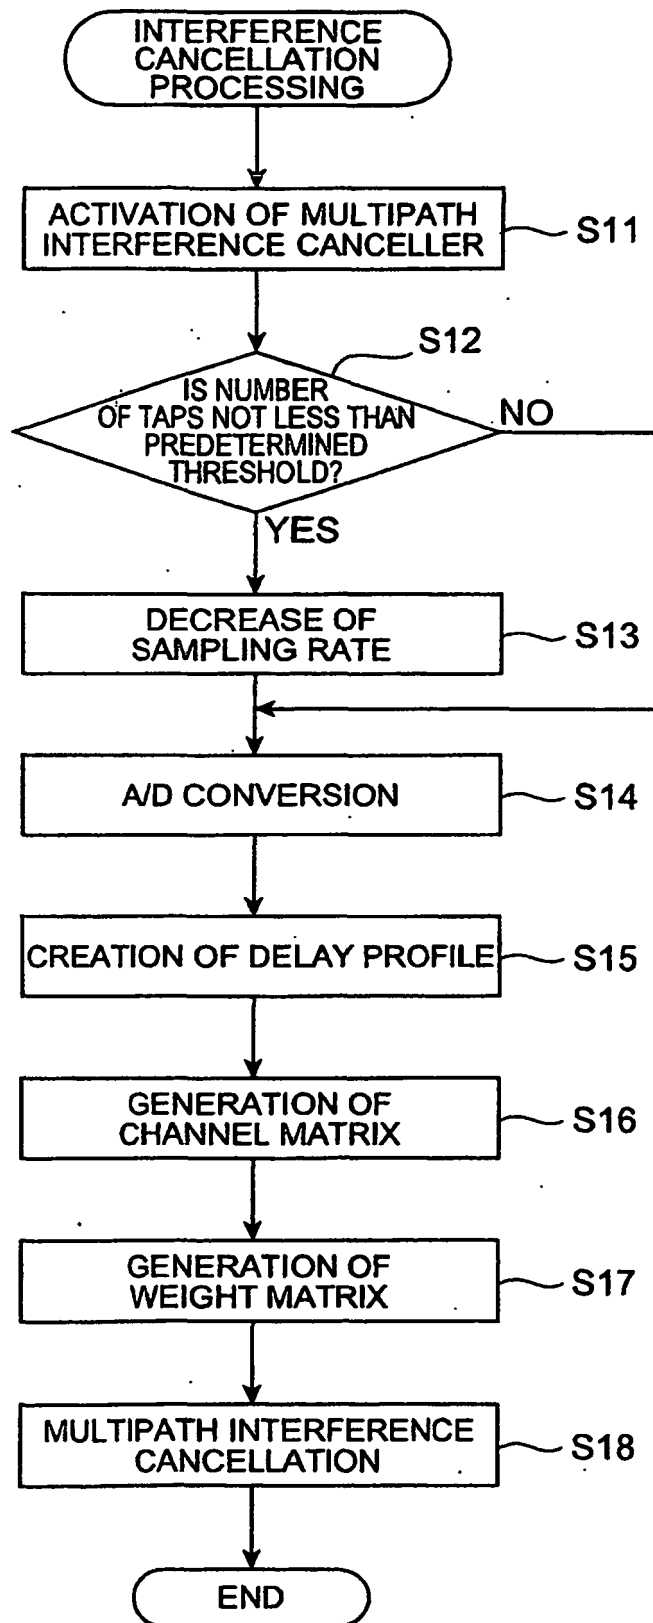 INTERFERENCE
CANCELLATION
PROCESSING
ACTIVATION OF MULTIPATH
INTERFERENCE CANCELLER
S11
S12
IS NUMBER
OF TAPS NOT LESS THAN
PREDETERMINED
THRESHOLD?
NO
YES
DECREASE OF
SAMPLING RATE
S13
A/D CONVERSION
S14
CREATION OF DELAY PROFILE
S15
GENERATION OF
CHANNEL MATRIX
S16
GENERATION OF
WEIGHT MATRIX
S17
MULTIPATH INTERFERENCE
CANCELLATION
S18
END